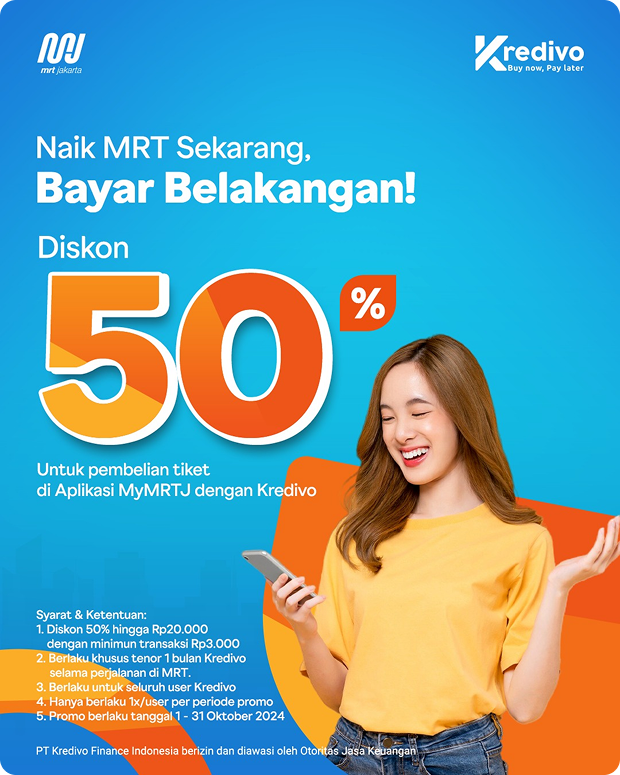 mrt jakarta
Kredivo
Buy now, Pay later
Naik MRT Sekarang,
Bayar Belakangan!
Diskon
50%
Untuk pembelian tiket
di Aplikasi MyMRTJ dengan Kredivo
Syarat & Ketentuan:
1. Diskon 50% hingga Rp20.000
dengan minimun transaksi Rp3.000
2. Berlaku khusus tenor 1 bulan Kredivo
selama perjalanan di MRT.
3. Berlaku untuk seluruh user Kredivo
4. Hanya berlaku 1x/user per periode promo
5. Promo berlaku tanggal 1 - 31 Oktober 2024
PT Kredivo Finance Indonesia berizin dan diawasi oleh Otoritas Jasa Keuangan